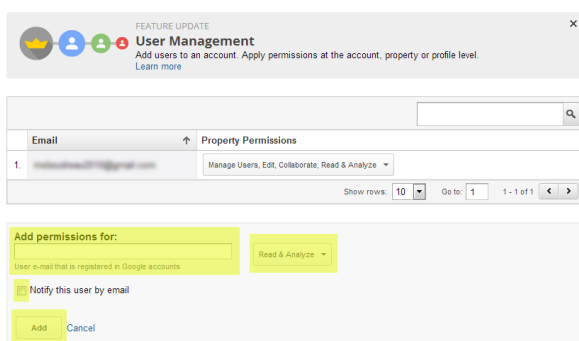 FEATURE UPDATE
User Management
Add users to an account. Apply permissions at the account, property or profile level.
Learn more
Email
Property Permissions
1.
Manage Users, Edit, Collaborate, Read & Analyze
Show rows: 10 Go to: 1 1 - 1 of 1
Add permissions for:
Read & Analyze
User e-mail that is registered in Google accounts
Notify this user by email
Add Cancel